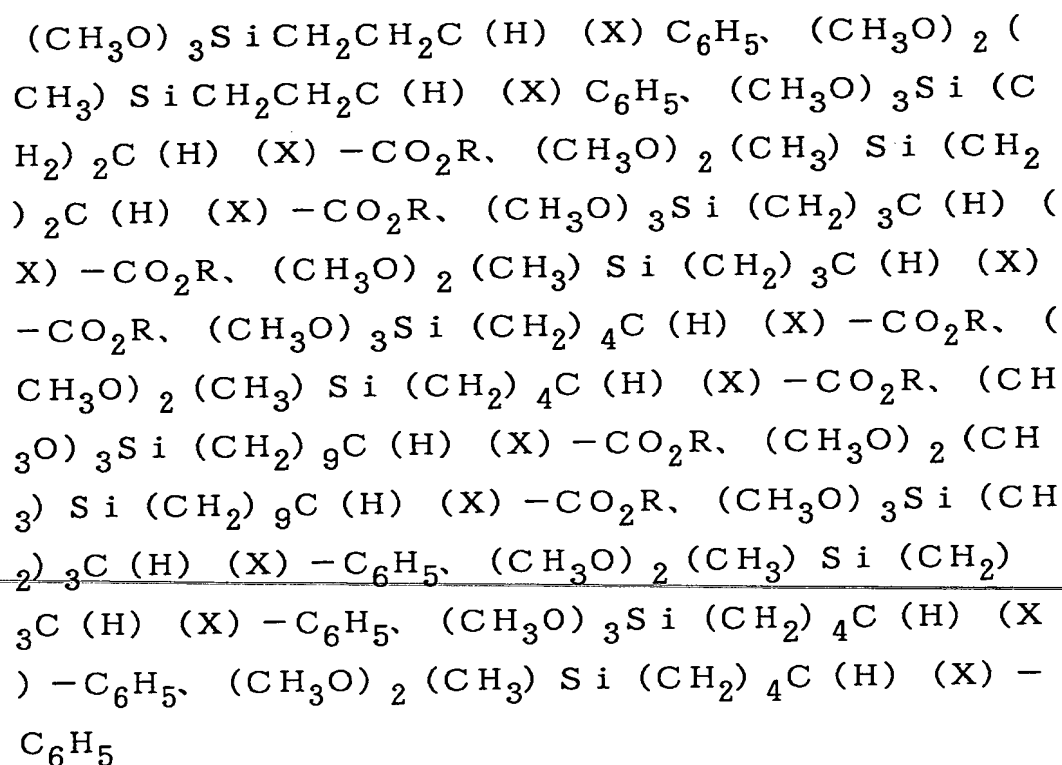 (CH₃O)₃SiCH₂CH₂C(H)(X)C₆H₅、(CH₃O)₂(
CH₃)SiCH₂CH₂C(H)(X)C₆H₅、(CH₃O)₃Si(C
H₂)₂C(H)(X)−CO₂R、(CH₃O)₂(CH₃)Si(CH₂
)₂C(H)(X)−CO₂R、(CH₃O)₃Si(CH₂)₃C(H)(
X)−CO₂R、(CH₃O)₂(CH₃)Si(CH₂)₃C(H)(X)
−CO₂R、(CH₃O)₃Si(CH₂)₄C(H)(X)−CO₂R、(
CH₃O)₂(CH₃)Si(CH₂)₄C(H)(X)−CO₂R、(CH
₃O)₃Si(CH₂)₉C(H)(X)−CO₂R、(CH₃O)₂(CH
₃)Si(CH₂)₉C(H)(X)−CO₂R、(CH₃O)₃Si(CH
₂)₃C(H)(X)−C₆H₅、(CH₃O)₂(CH₃)Si(CH₂)
₃C(H)(X)−C₆H₅、(CH₃O)₃Si(CH₂)₄C(H)(X
)−C₆H₅、(CH₃O)₂(CH₃)Si(CH₂)₄C(H)(X)−
C₆H₅